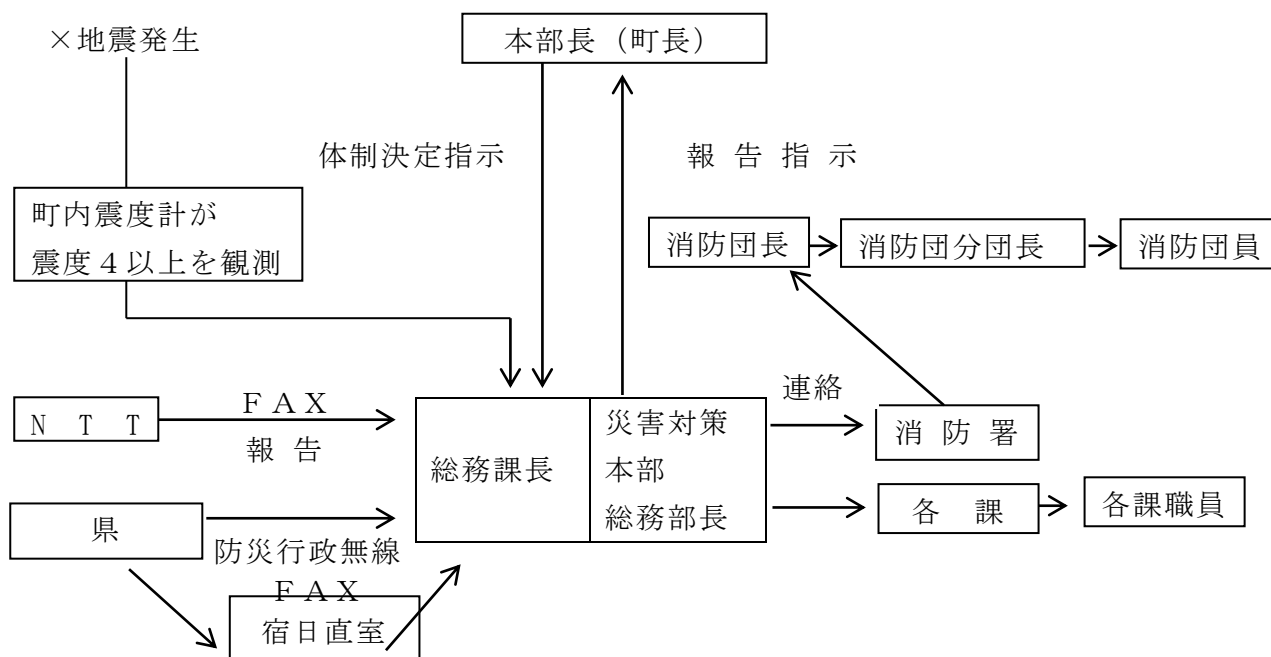 ×地震発生
本部長（町長）
体制決定指示
報 告 指 示
町内震度計が
震度４以上を観測
消防団長
消防団分団長
消防団員
連絡
ＦＡＸ
Ｎ Ｔ Ｔ
報 告
総務課長
災害対策
本部
総務部長
消 防 署
県
防災行政無線
各 課
各課職員
ＦＡＸ
宿日直室